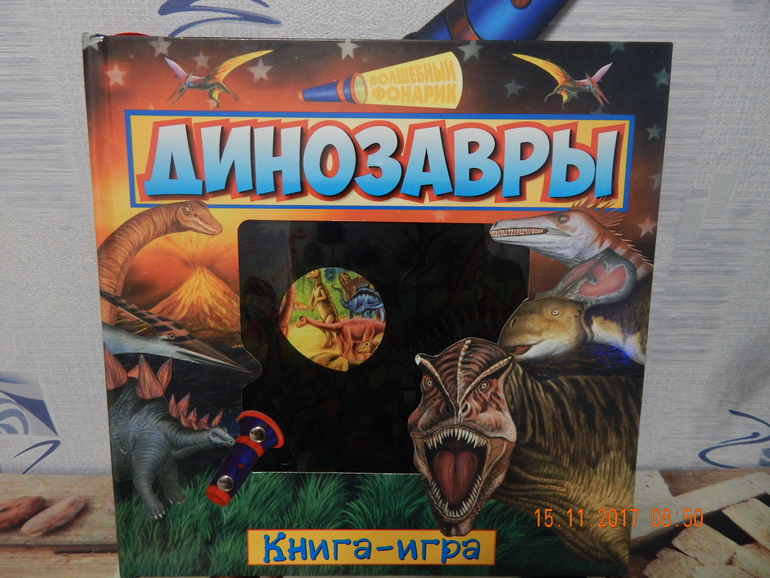 ВОЛШЕБНЫЙ
ФОНАРИК
ДИНОЗАВРЫ
Книга-игра
15 11 2017 08:50